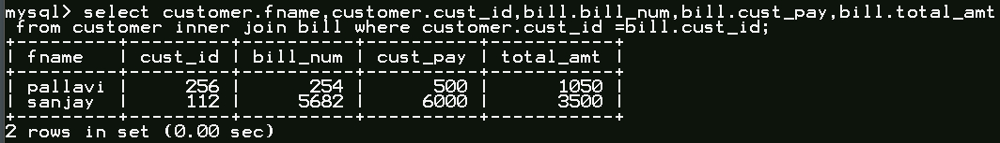 mysql> select customer.fname,customer.cust_id,bill.bill_num,bill.cust_pay,bill.total_amt
 from customer inner join bill where customer.cust_id =bill.cust_id;
+----------+---------+----------+----------+-----------+
| fname    | cust_id | bill_num | cust_pay | total_amt |
+----------+---------+----------+----------+-----------+
| pallavi  |     256 |      254 |      500 |      1050 |
| sanjay   |     112 |     5682 |     6000 |      3500 |
+----------+---------+----------+----------+-----------+
2 rows in set (0.00 sec)